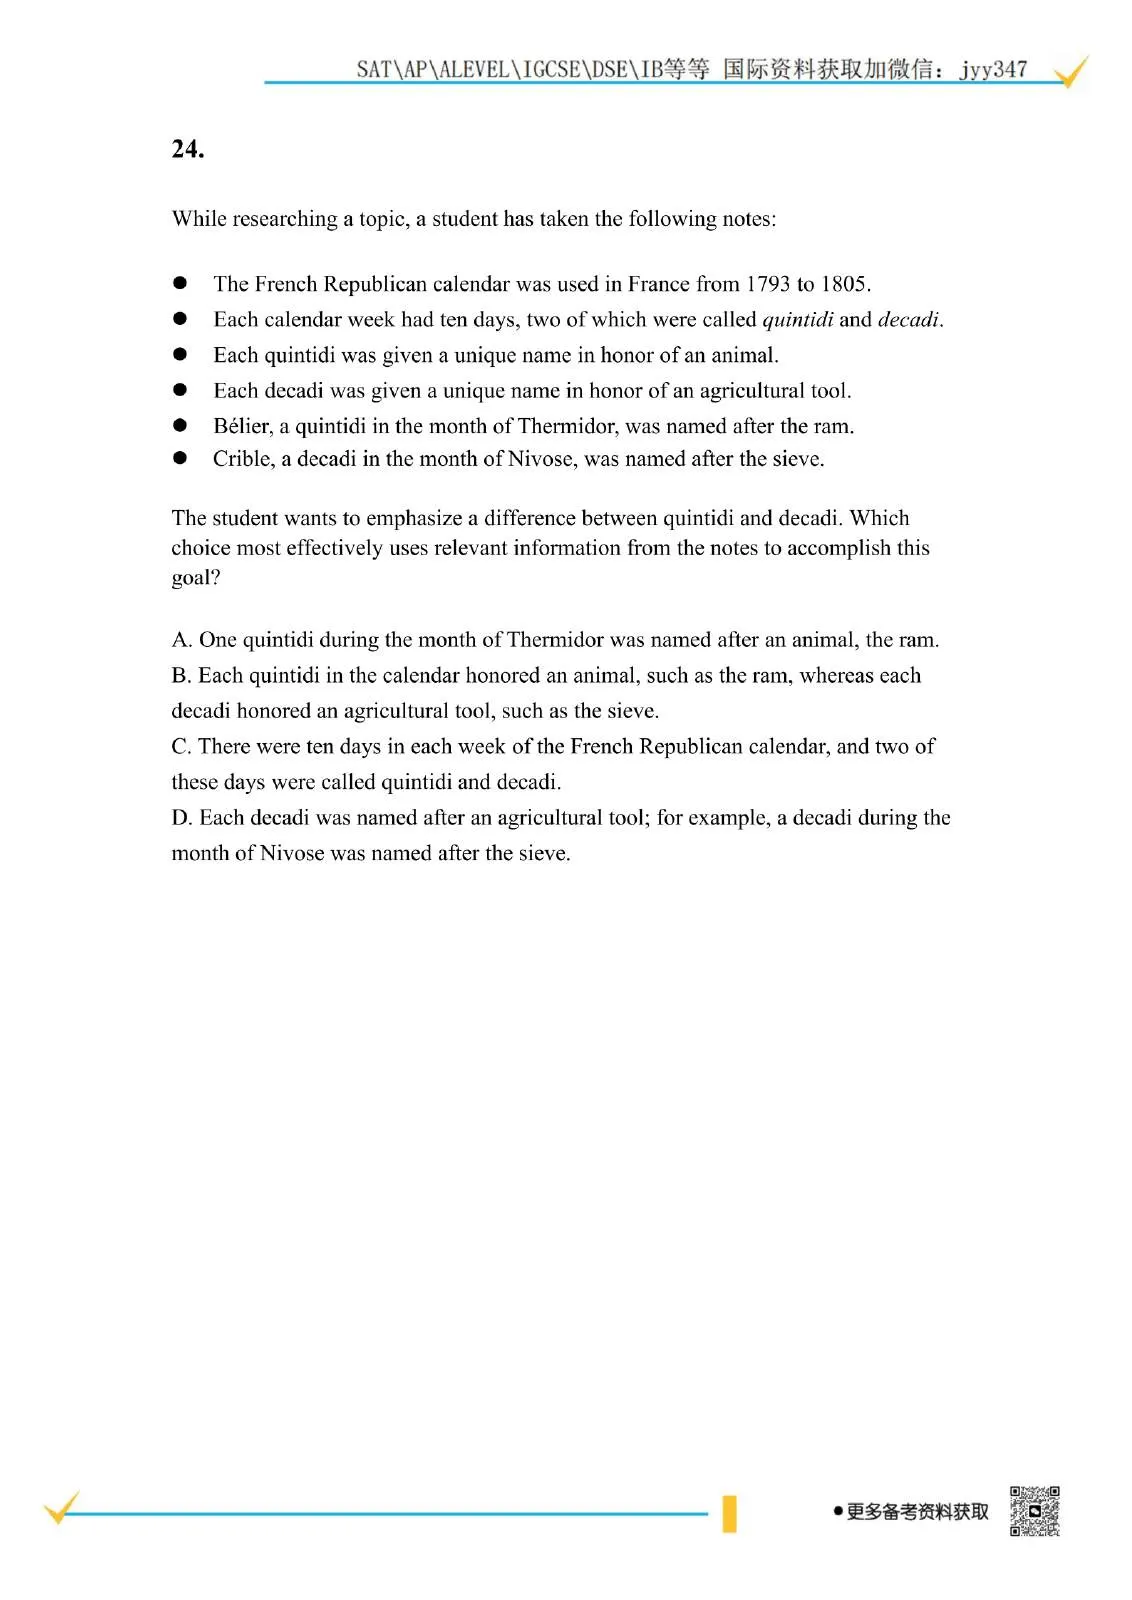 SAT\AP\ALEVEL\IGCSE\DSE\IB等等 国际资料获取加微信：jyy347
24.
While researching a topic, a student has taken the following notes:
● The French Republican calendar was used in France from 1793 to 1805.
● Each calendar week had ten days, two of which were called quintidi and decadi.
● Each quintidi was given a unique name in honor of an animal.
● Each decadi was given a unique name in honor of an agricultural tool.
● Bélier, a quintidi in the month of Thermidor, was named after the ram.
● Crible, a decadi in the month of Nivose, was named after the sieve.
The student wants to emphasize a difference between quintidi and decadi. Which
choice most effectively uses relevant information from the notes to accomplish this
goal?
A. One quintidi during the month of Thermidor was named after an animal, the ram.
B. Each quintidi in the calendar honored an animal, such as the ram, whereas each
decadi honored an agricultural tool, such as the sieve.
C. There were ten days in each week of the French Republican calendar, and two of
these days were called quintidi and decadi.
D. Each decadi was named after an agricultural tool; for example, a decadi during the
month of Nivose was named after the sieve.
●更多备考资料获取